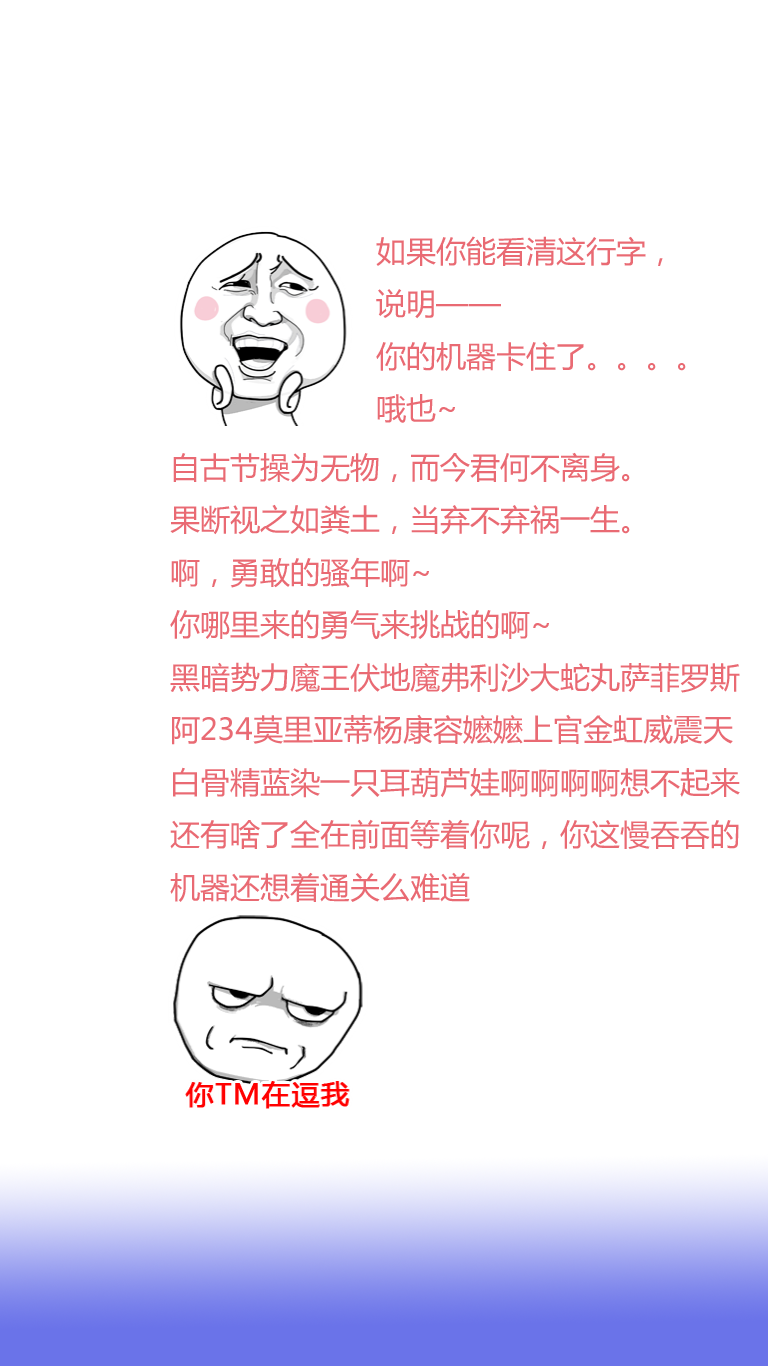 如果你能看清这行字，
说明——
你的机器卡住了。。。。
哦也~
自古节操为无物，而今君何不离身。
果断视之如粪土，当弃不弃祸一生。
啊，勇敢的骚年啊~
你哪里来的勇气来挑战的啊~
黑暗势力魔王伏地魔弗利沙大蛇丸萨菲罗斯
阿234莫里亚蒂杨康容嬷嬷上官金虹威震天
白骨精蓝染一只耳葫芦娃啊啊啊啊想不起来
还有啥了全在前面等着你呢，你这慢吞吞的
机器还想着通关么难道
你TM在逗我